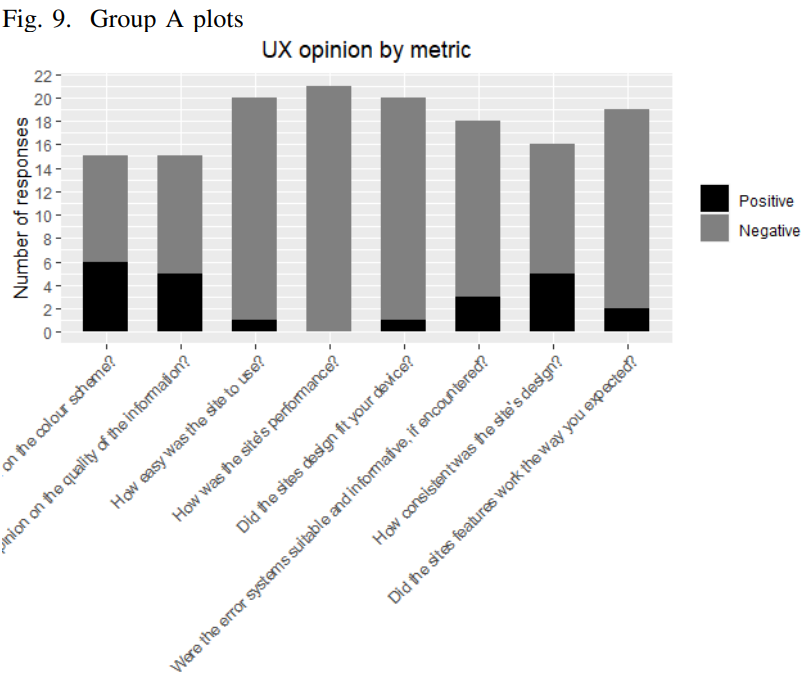 Fig. 9. Group A plots
UX opinion by metric
Number of responses
22
20
18
16
14
12
10
8
6
4
2
0
Positive
Negative
on the colour scheme?
on the quality of the information?
How easy was the site to use?
How was the site's performance?
Did the sites design fit your device?
Were the error systems suitable and informative, if encountered?
How consistent was the site's design?
Did the sites features work the way you expected?